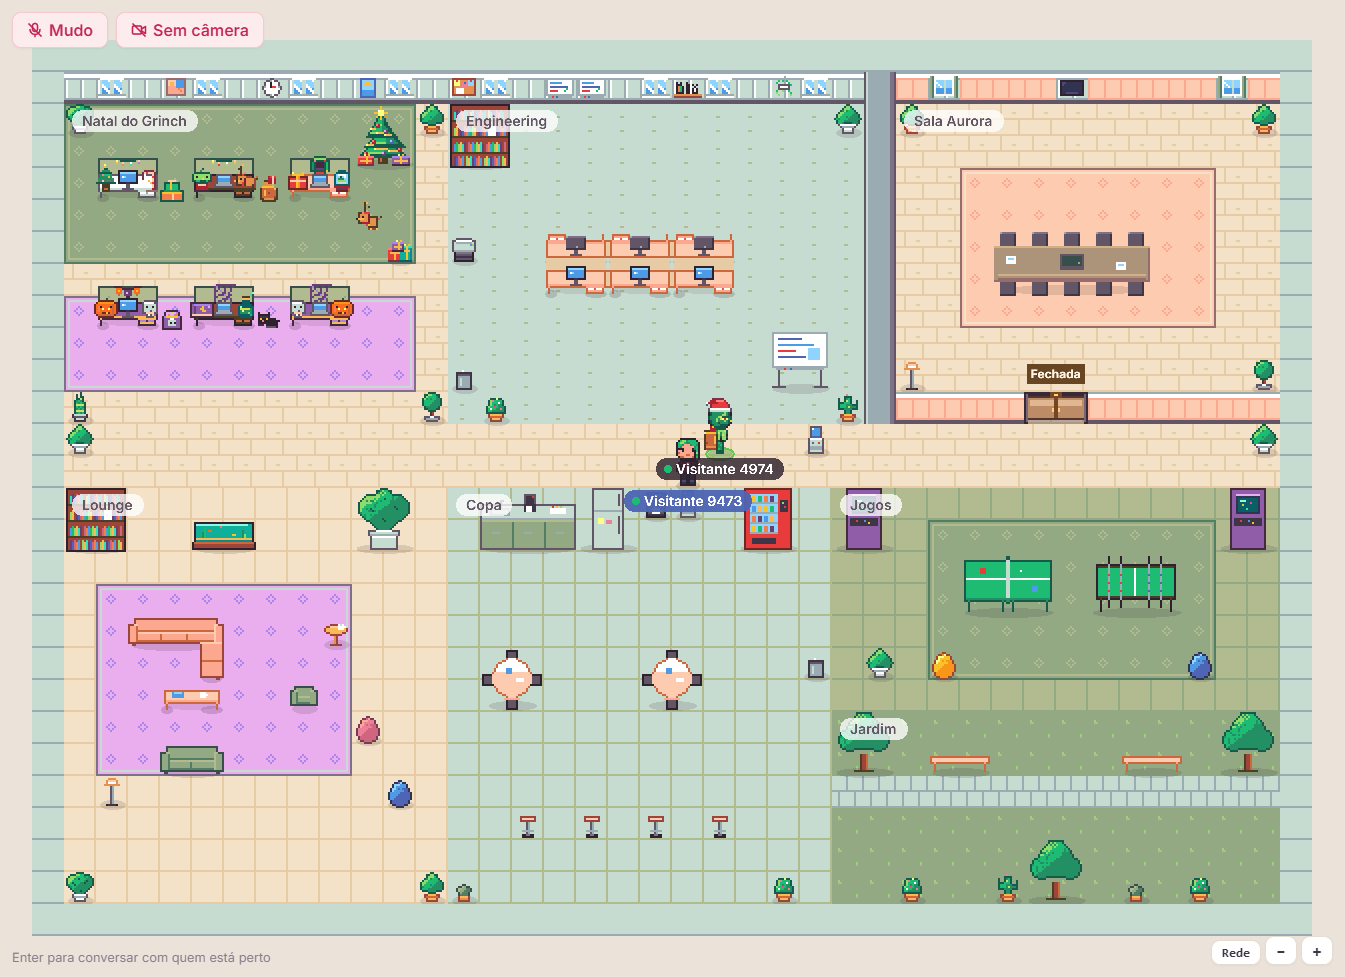 Mudo
Sem câmera
Natal do Grinch
Engineering
Sala Aurora
Fechada
Visitante 4974
Visitante 9473
Lounge
Copa
Jogos
Jardim
Enter para conversar com quem está perto
Rede
−
+